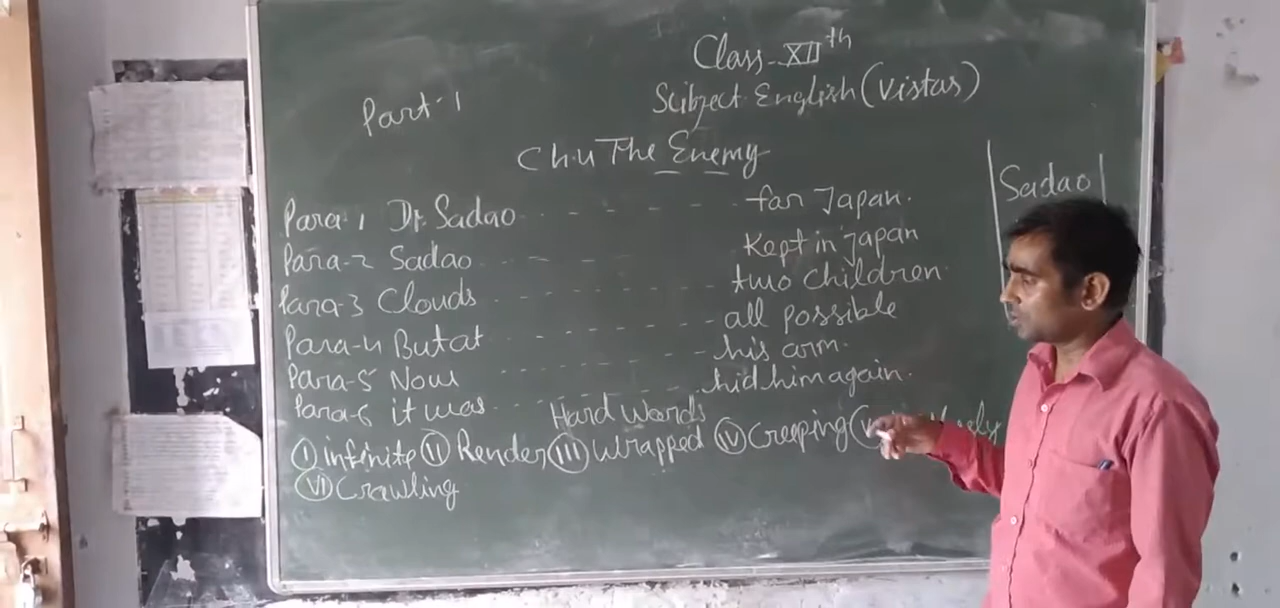 Class-XII th
Part-1
Subject English (Vistas)
Ch.4 The Enemy
Sadao
Para-1 Dr. Sadao - - - - - - far Japan.
Para-2 Sadao - - - - - Kept in Japan
Para-3 Clouds - - - - - - two children
Para-4 But at - - - - - - all possible
Para-5 Now - - - - - - his arm.
Para-6 it was - - - - - - hid him again.
Hard Words
(I) infinite (II) Render (III) Wrapped (IV) Creeping
(VI) Crawling